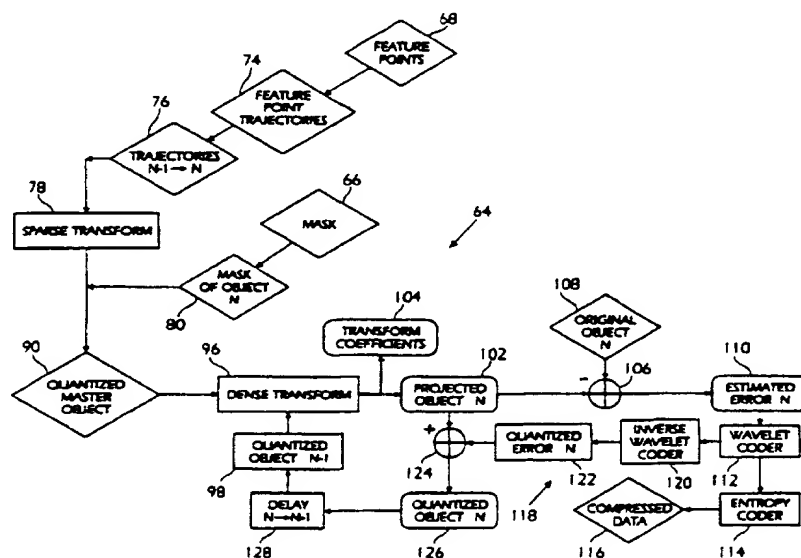 68
FEATURE
POINTS
74
FEATURE
POINT
TRAJECTORIES
76
TRAJECTORIES
N-1→N
78
SPARSE TRANSFORM
66
MASK
64
MASK
OF OBJECT
N
80
108
ORIGINAL
OBJECT
N
104
TRANSFORM
COEFFICIENTS
90
QUANTIZED
MASTER
OBJECT
96
DENSE TRANSFORM
102
PROJECTED
OBJECT N
-
106
110
ESTIMATED
ERROR N
QUANTIZED
OBJECT N-1
98
+
124
QUANTIZED
ERROR N
122
INVERSE
WAVELET
CODER
120
WAVELET
CODER
112
118
DELAY
N→N-1
128
QUANTIZED
OBJECT N
126
COMPRESSED
DATA
116
ENTROPY
CODER
114